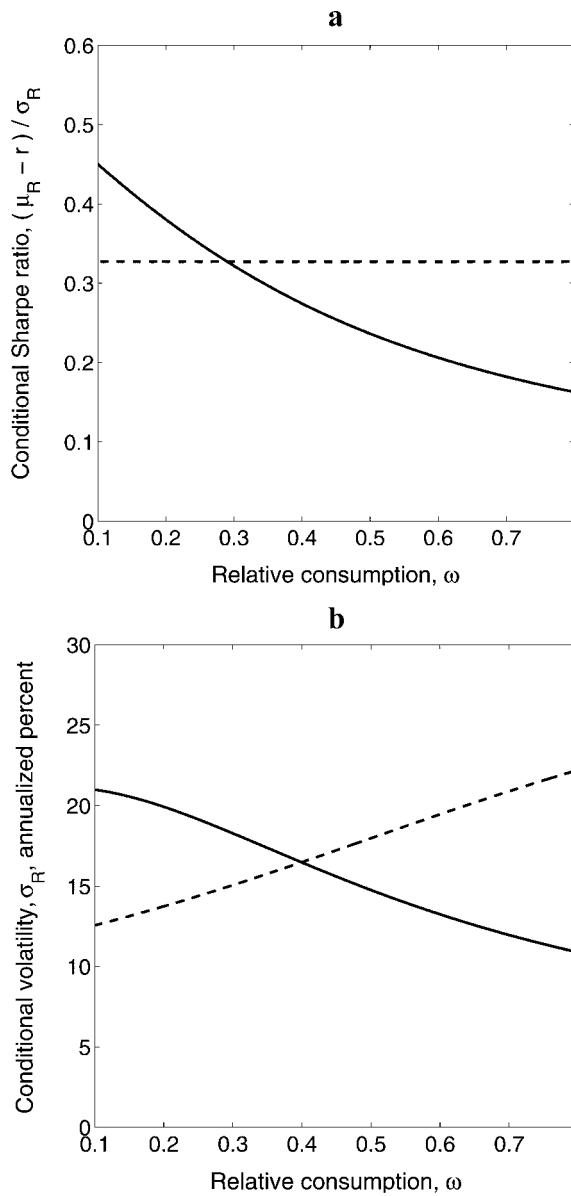 a
Conditional Sharpe ratio, ( μR − r ) / σR
0.6
0.5
0.4
0.3
0.2
0.1
0
0.1 0.2 0.3 0.4 0.5 0.6 0.7
Relative consumption, ω
b
Conditional volatility, σR, annualized percent
30
25
20
15
10
5
0
0.1 0.2 0.3 0.4 0.5 0.6 0.7
Relative consumption, ω